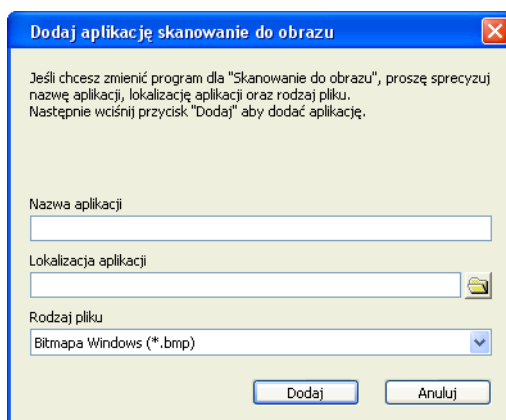 Dodaj aplikację skanowanie do obrazu
Jeśli chcesz zmienić program dla "Skanowanie do obrazu", proszę sprecyzuj
nazwę aplikacji, lokalizację aplikacji oraz rodzaj pliku.
Następnie wciśnij przycisk "Dodaj" aby dodać aplikację.
Nazwa aplikacji
Lokalizacja aplikacji
Rodzaj pliku
Bitmapa Windows (*.bmp)
Dodaj Anuluj